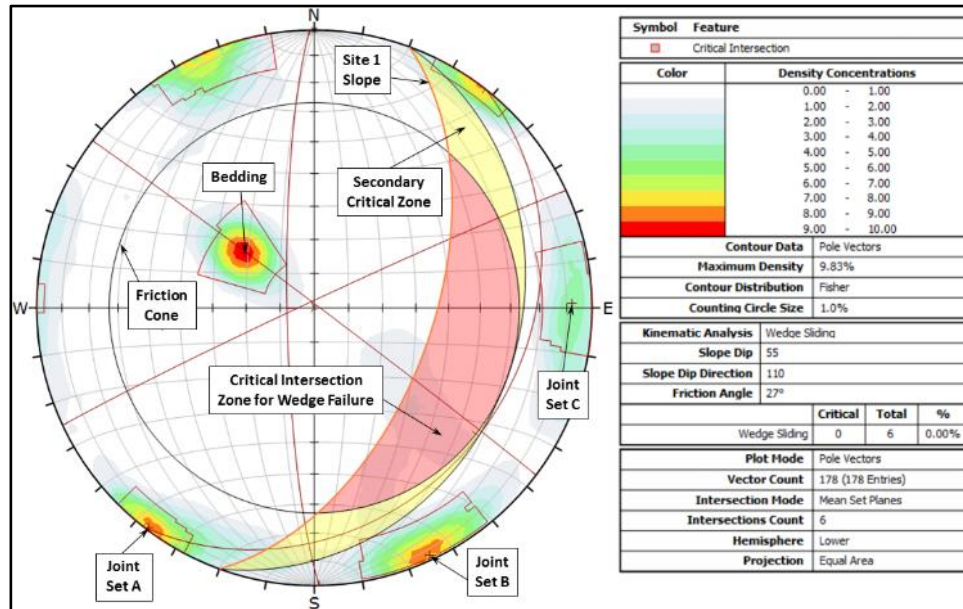 N
Site 1
Slope
Bedding
Secondary
Critical Zone
W
E
Friction
Cone
Critical Intersection
Zone for Wedge Failure
Joint
Set C
Joint
Set A
Joint
Set B
S
Symbol Feature
Critical Intersection
Color Density Concentrations
0.00 - 1.00
1.00 - 2.00
2.00 - 3.00
3.00 - 4.00
4.00 - 5.00
5.00 - 6.00
6.00 - 7.00
7.00 - 8.00
8.00 - 9.00
9.00 - 10.00
Contour Data Pole Vectors
Maximum Density 9.83%
Contour Distribution Fisher
Counting Circle Size 1.0%
Kinematic Analysis Wedge Sliding
Slope Dip 55
Slope Dip Direction 110
Friction Angle 27°
Critical Total %
Wedge Sliding 0 6 0.00%
Plot Mode Pole Vectors
Vector Count 178 (178 Entries)
Intersection Mode Mean Set Planes
Intersections Count 6
Hemisphere Lower
Projection Equal Area